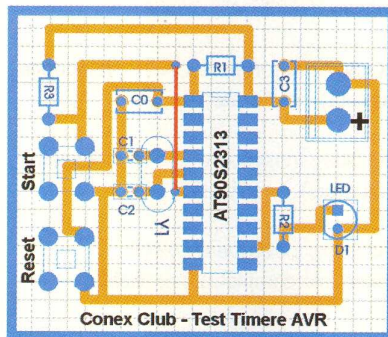 R1
R3
C0
C3
+
C1
Start
AT90S2313
C2
Y1
R2
LED
D1
Reset
Conex Club - Test Timere AVR